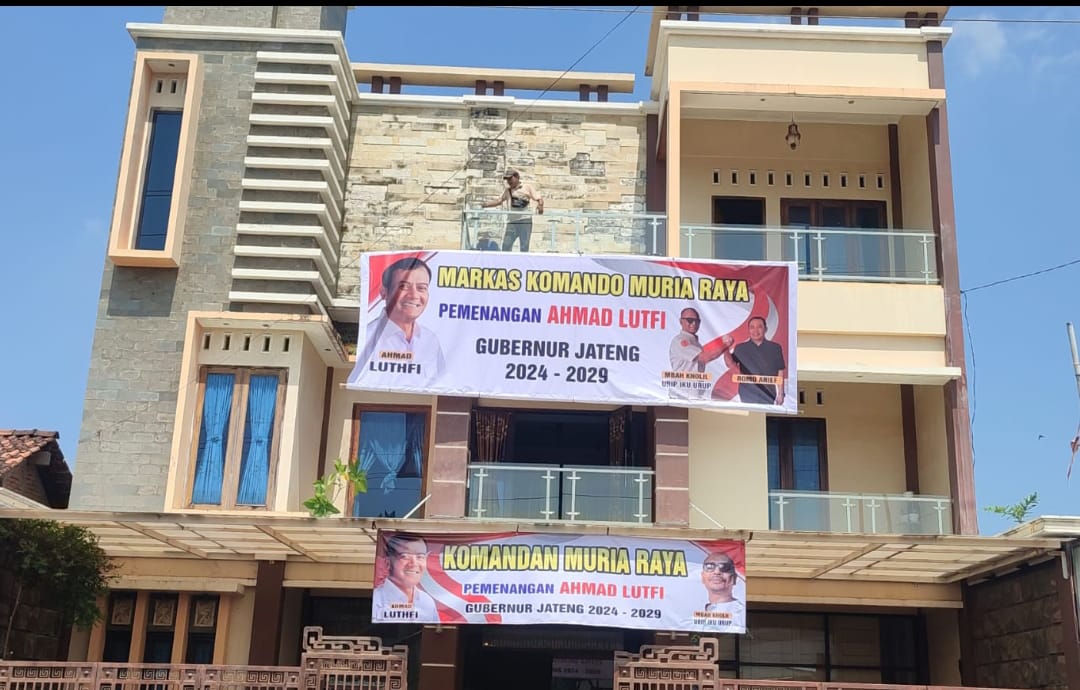 MARKAS KOMANDO MURIA RAYA
PEMENANGAN AHMAD LUTFI
GUBERNUR JATENG
2024 - 2029
AHMAD
LUTHFI
MBAH KHOLIL
URIP IKU URUP
ROMO ARIEF
KOMANDAN MURIA RAYA
PEMENANGAN AHMAD LUTFI
GUBERNUR JATENG 2024 - 2029
AHMAD
LUTHFI
MBAH KHOLIL
URIP IKU URUP